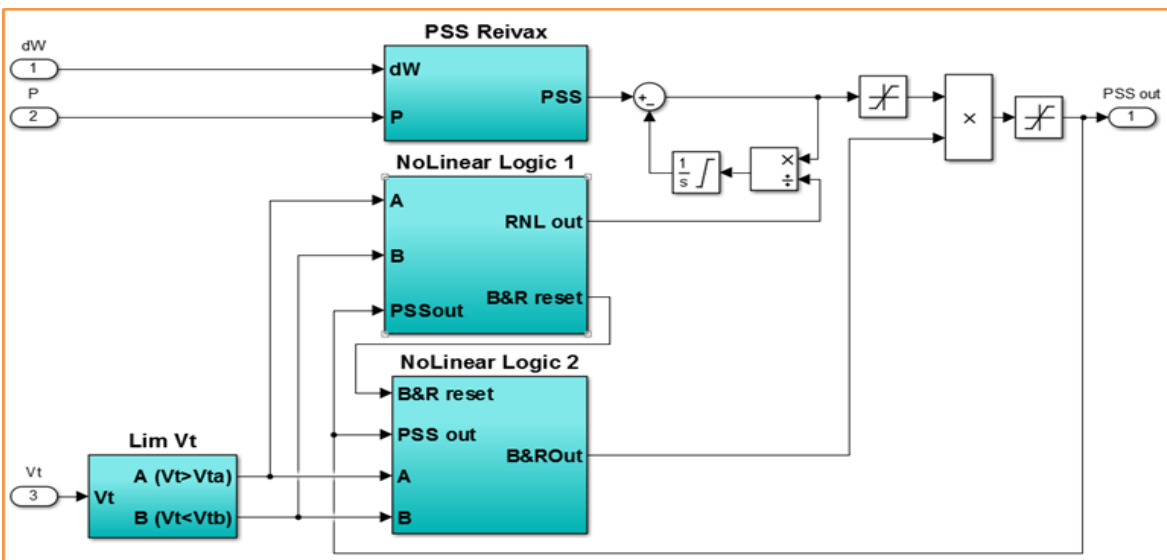 PSS Reivax
dW
1
dW
P
2
P
PSS
+
-
1
s
×
÷
×
PSS out
1
NoLinear Logic 1
A
B
PSSout
RNL out
B&R reset
NoLinear Logic 2
B&R reset
PSS out
A
B
B&ROut
Lim Vt
Vt
3
Vt
A (Vt>Vta)
B (Vt<Vtb)